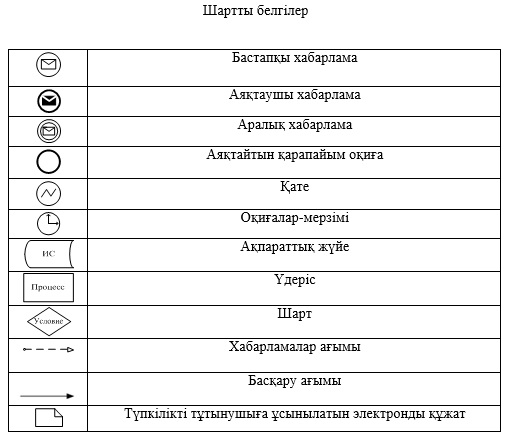 Шартты белгілер
Бастапқы хабарлама
Аяқтаушы хабарлама
Аралық хабарлама
Аяқтайтын қарапайым оқиға
Қате
Оқиғалар-мерзімі
ИС
Ақпараттық жүйе
Процесс
Үдеріс
Условие
Шарт
Хабарламалар ағымы
Басқару ағымы
Түпкілікті тұтынушыға ұсынылатын электронды құжат